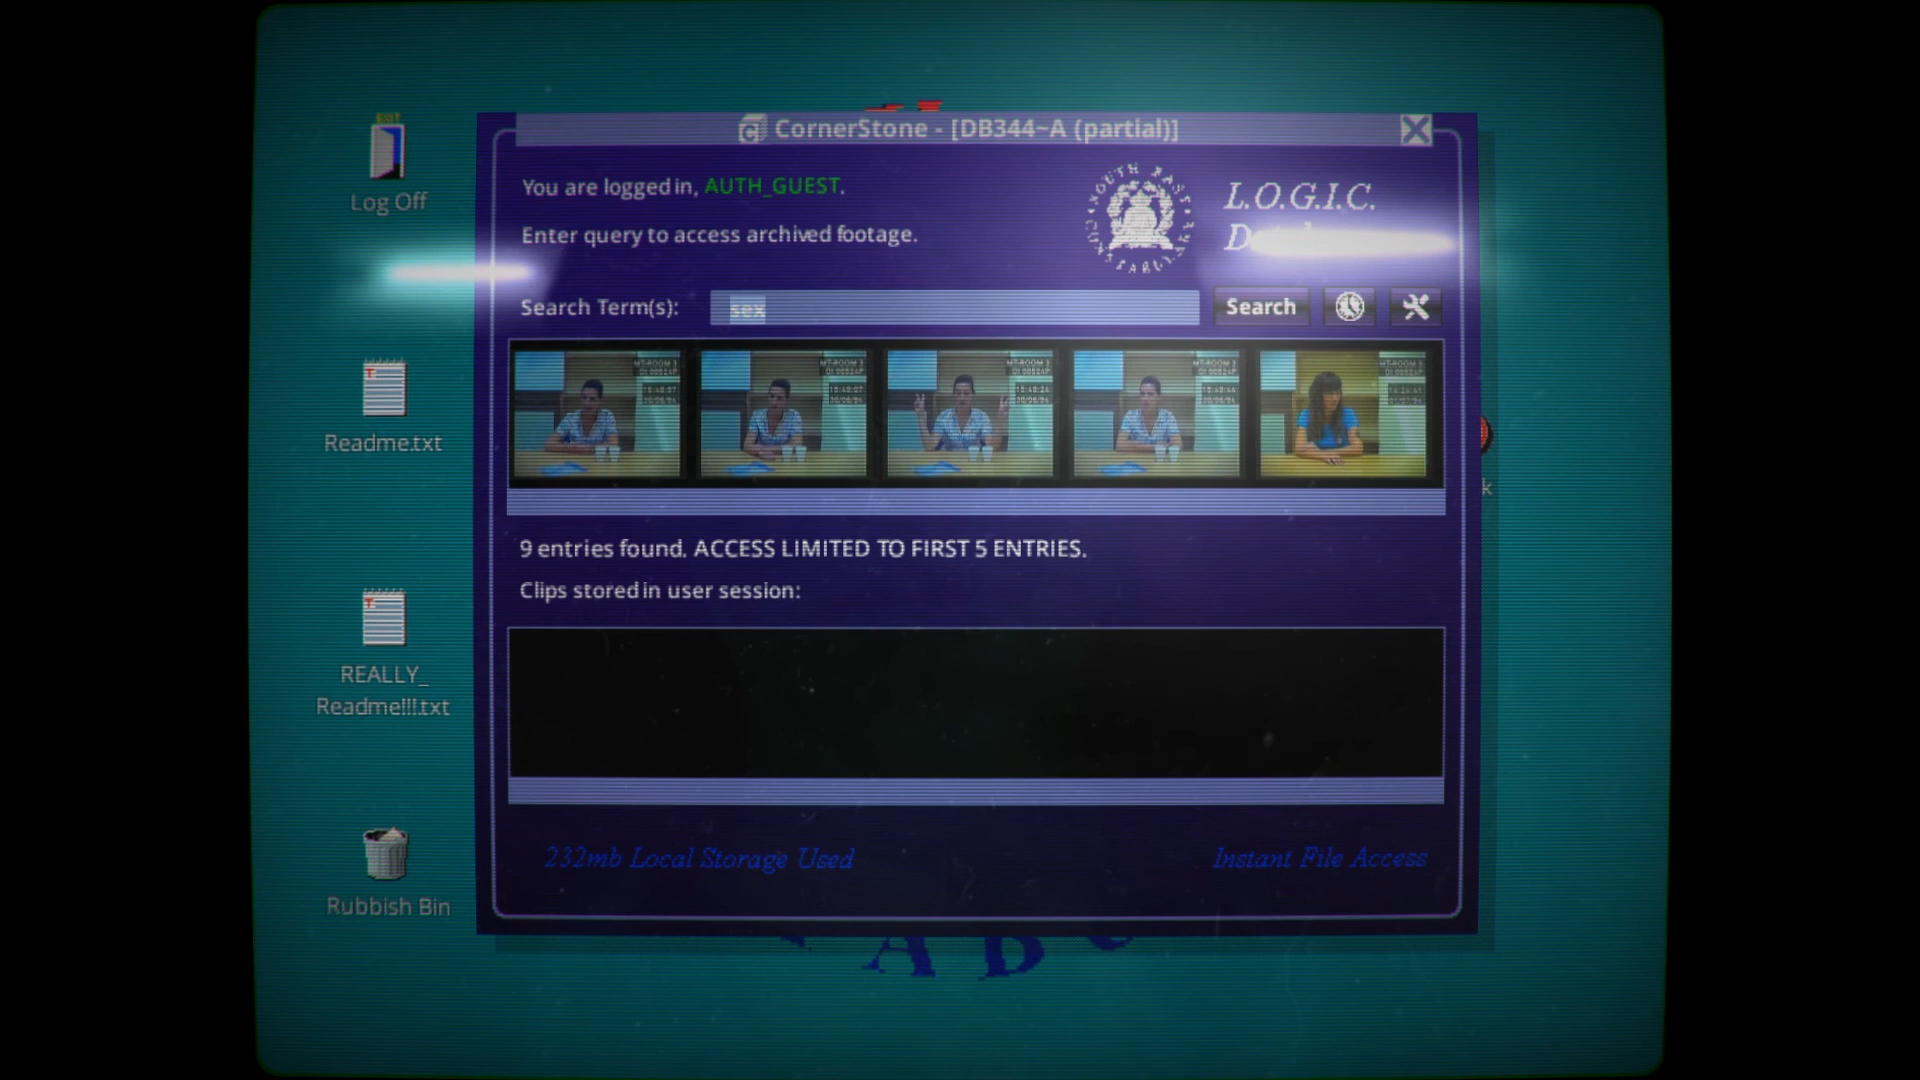 CornerStone - [DB344~A (partial)]
EXIT
Log Off
You are logged in, AUTH_GUEST.
L.O.G.I.C.
Enter query to access archived footage.
Search Term(s):
sex
Search
Readme.txt
9 entries found. ACCESS LIMITED TO FIRST 5 ENTRIES.
Clips stored in user session:
REALLY_
Readme!!!.txt
232mb Local Storage Used
Instant File Access
Rubbish Bin